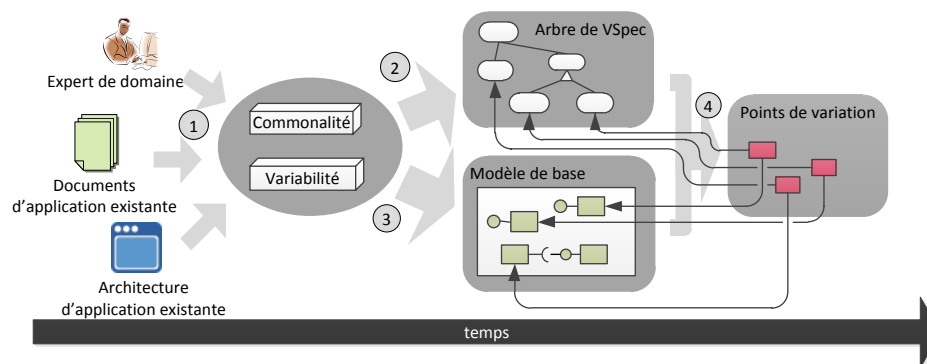 Expert de domaine
1
Documents
d’application existante
Architecture
d’application existante
Commonalité
Variabilité
2
3
Arbre de VSpec
Modèle de base
4
Points de variation
temps